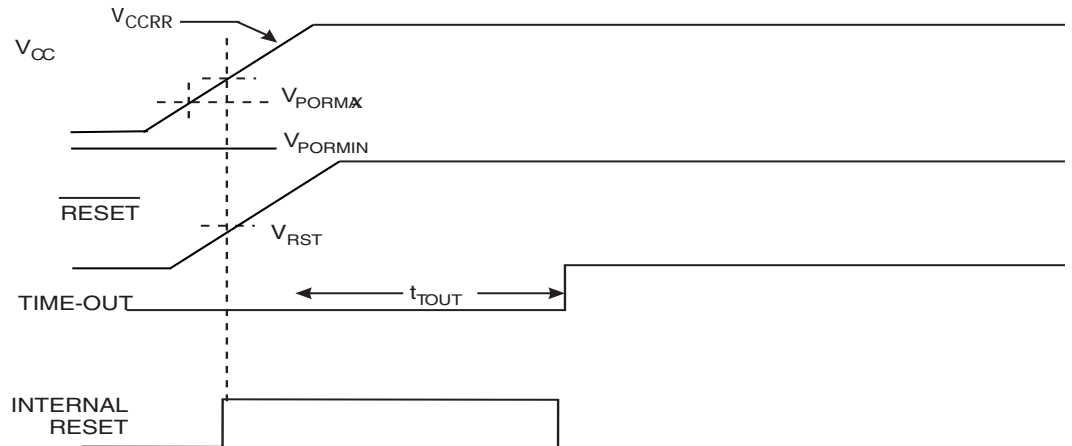 VCCRR
VCC
VPORMAX
VPORMIN
RESET
VRST
tTOUT
TIME-OUT
INTERNAL
RESET